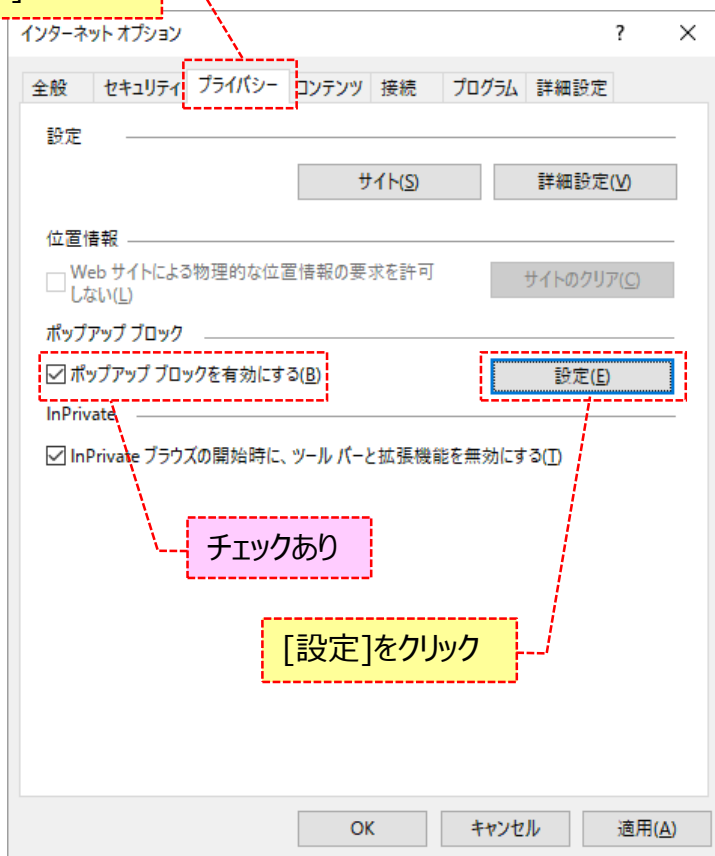 ]
インターネット オプション ? ×
全般 セキュリティ プライバシー コンテンツ 接続 プログラム 詳細設定
設定
サイト(S) 詳細設定(V)
位置情報
Web サイトによる物理的な位置情報の要求を許可
しない(L)
サイトのクリア(C)
ポップアップ ブロック
ポップアップ ブロックを有効にする(B) 設定(E)
InPrivate
InPrivate ブラウズの開始時に、ツール バーと拡張機能を無効にする(T)
チェックあり
[設定]をクリック
OK キャンセル 適用(A)